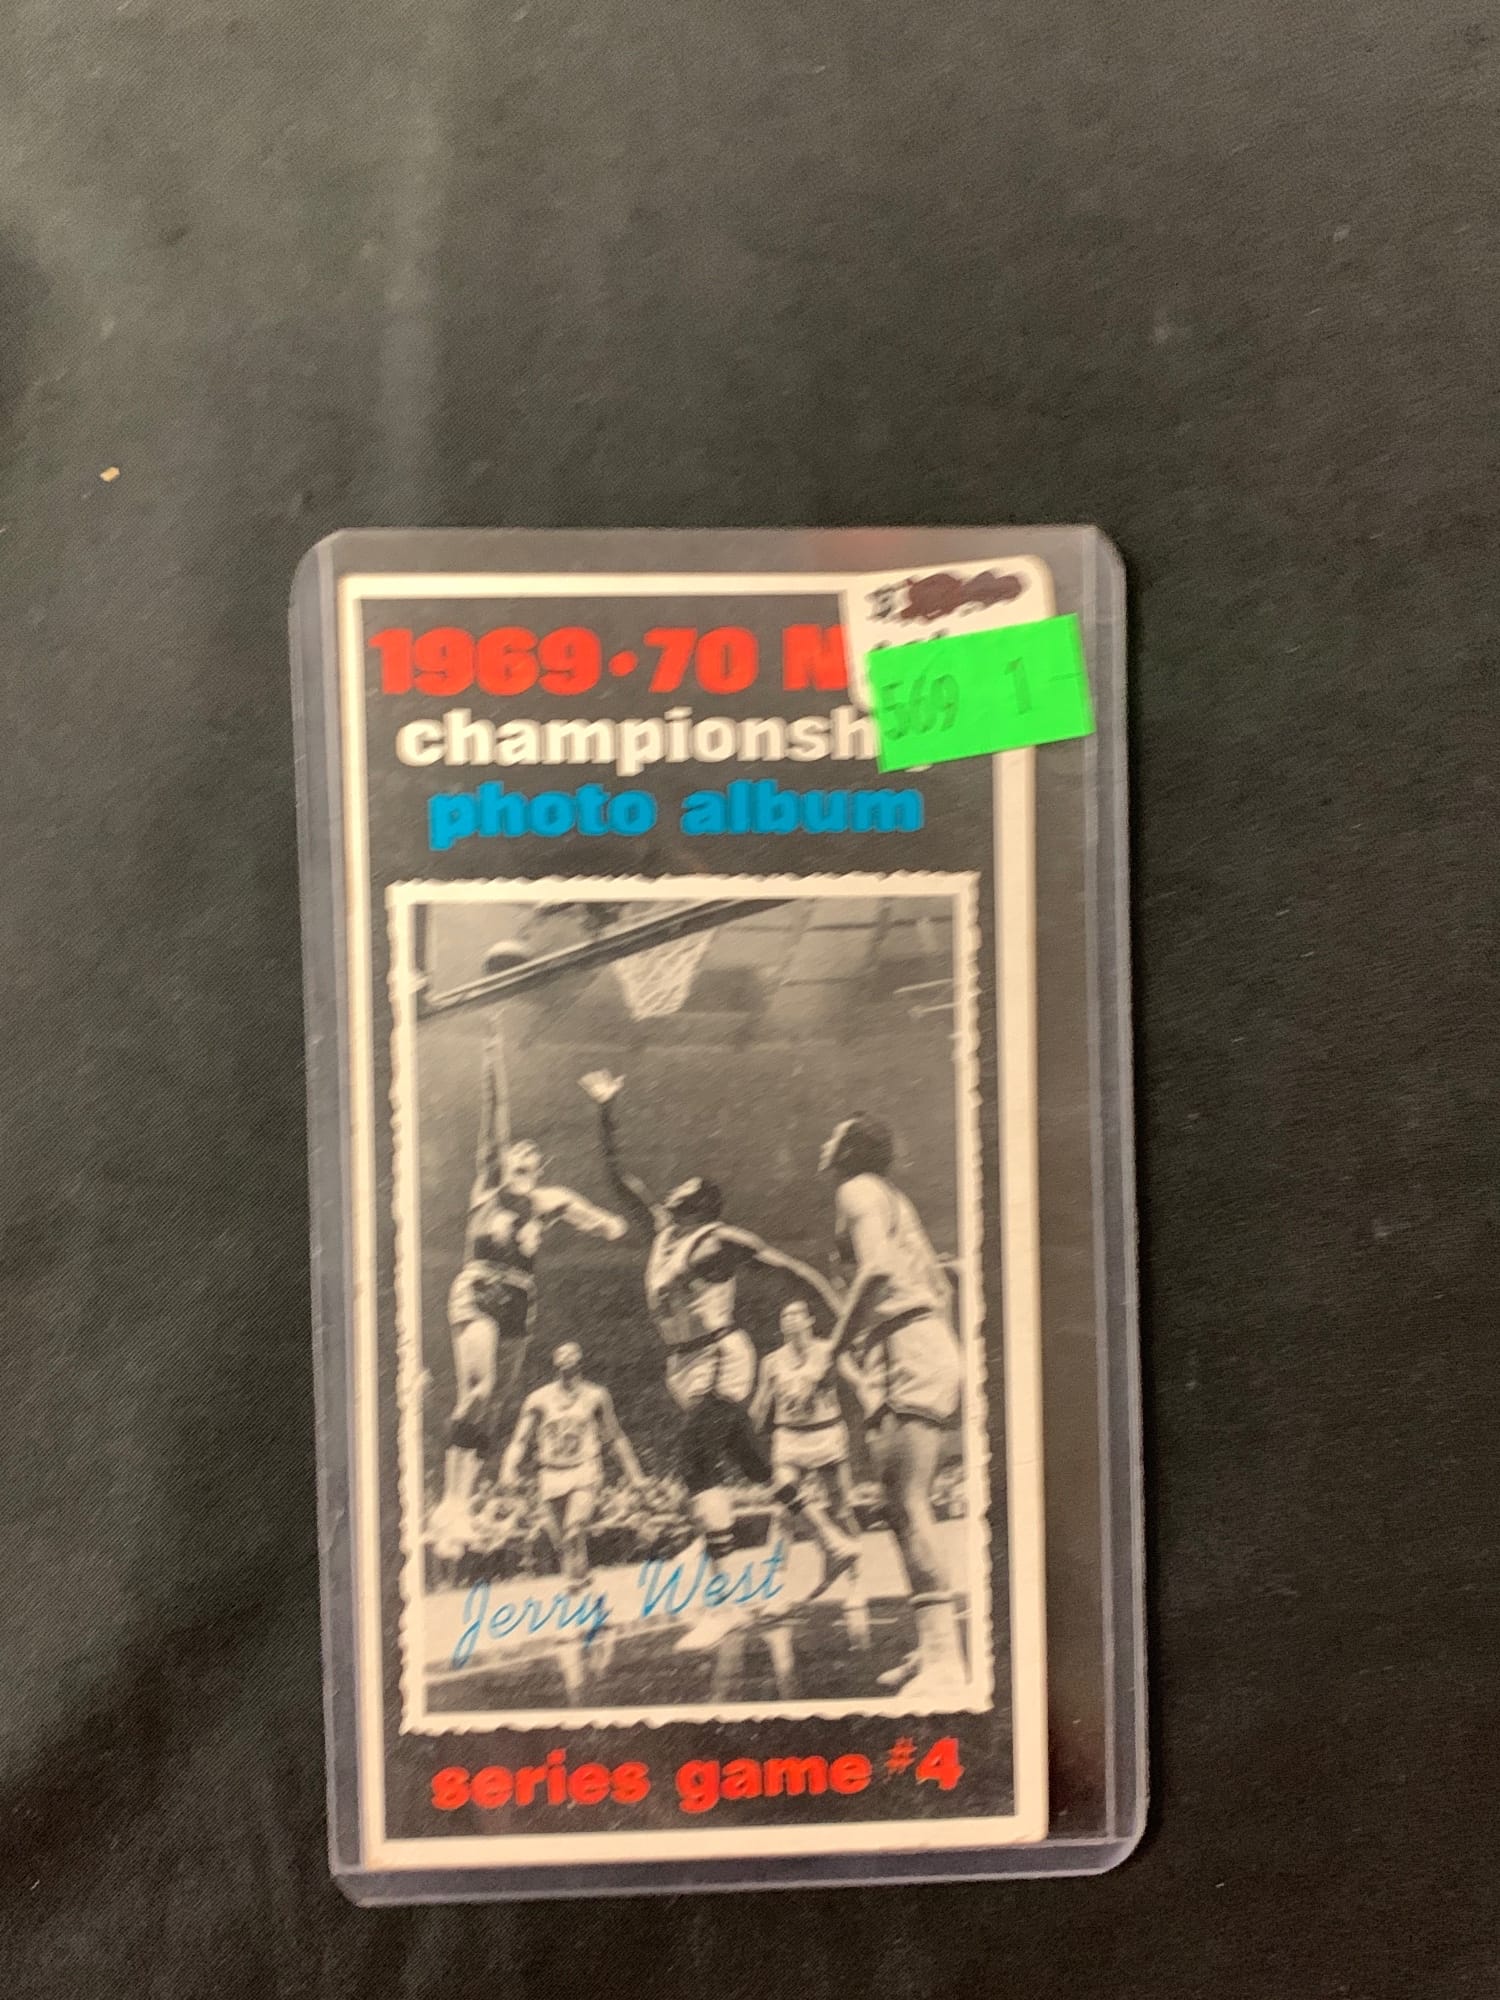 1969·70 N
championsh
569 1
photo album
Jerry West
series game #4